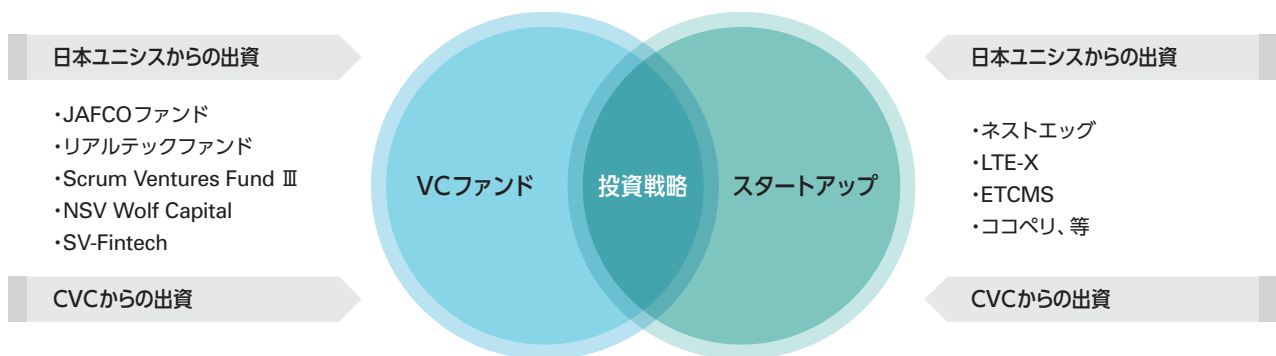 日本ユニシスからの出資
・JAFCOファンド
・リアルテックファンド
・Scrum Ventures Fund Ⅲ
・NSV Wolf Capital
・SV-Fintech
CVCからの出資
VCファンド
投資戦略
スタートアップ
日本ユニシスからの出資
・ネストエッグ
・LTE-X
・ETCMS
・ココペリ、等
CVCからの出資